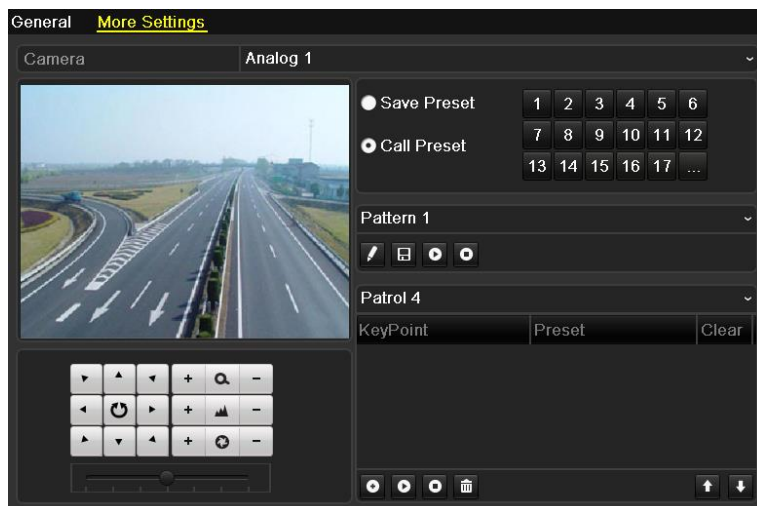 General More Settings
Camera Analog 1
Save Preset
Call Preset
1 2 3 4 5 6
7 8 9 10 11 12
13 14 15 16 17 ...
Pattern 1
Patrol 4
KeyPoint Preset Clear
+ -
+ -
+ -